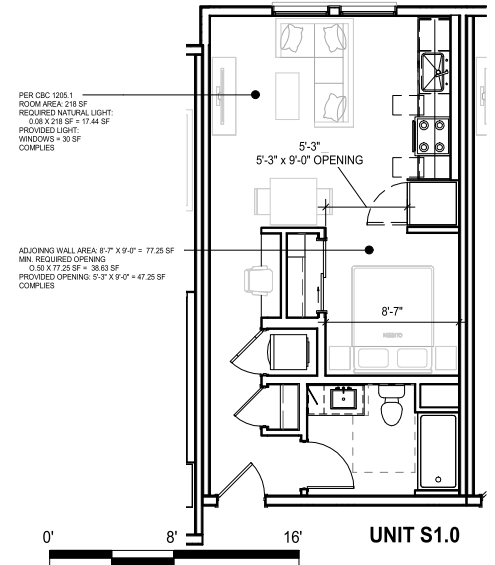 PER CBC 1205.1
ROOM AREA: 218 SF
REQUIRED NATURAL LIGHT:
0.08 X 218 SF = 17.44 SF
PROVIDED LIGHT:
WINDOWS = 30 SF
COMPLIES
5'-3"
5'-3" x 9'-0" OPENING
ADJOINNG WALL AREA: 8'-7" X 9'-0" = 77.25 SF
MIN. REQUIRED OPENING
O.50 X 77.25 SF = 38.63 SF
PROVIDED OPENING: 5'-3" X 9'-0" = 47.25 SF
COMPLIES
8'-7"
0'
8'
16'
UNIT S1.0